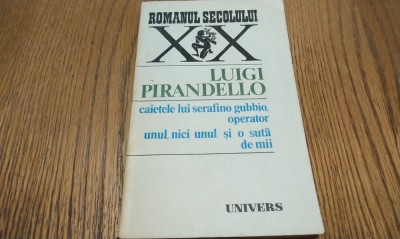 ROMANUL SECOLULUI
XX
LUIGI
PIRANDELLO
caietele lui serafino gubbio,
operator
unul, nici unul și o sută
de mii
UNIVERS